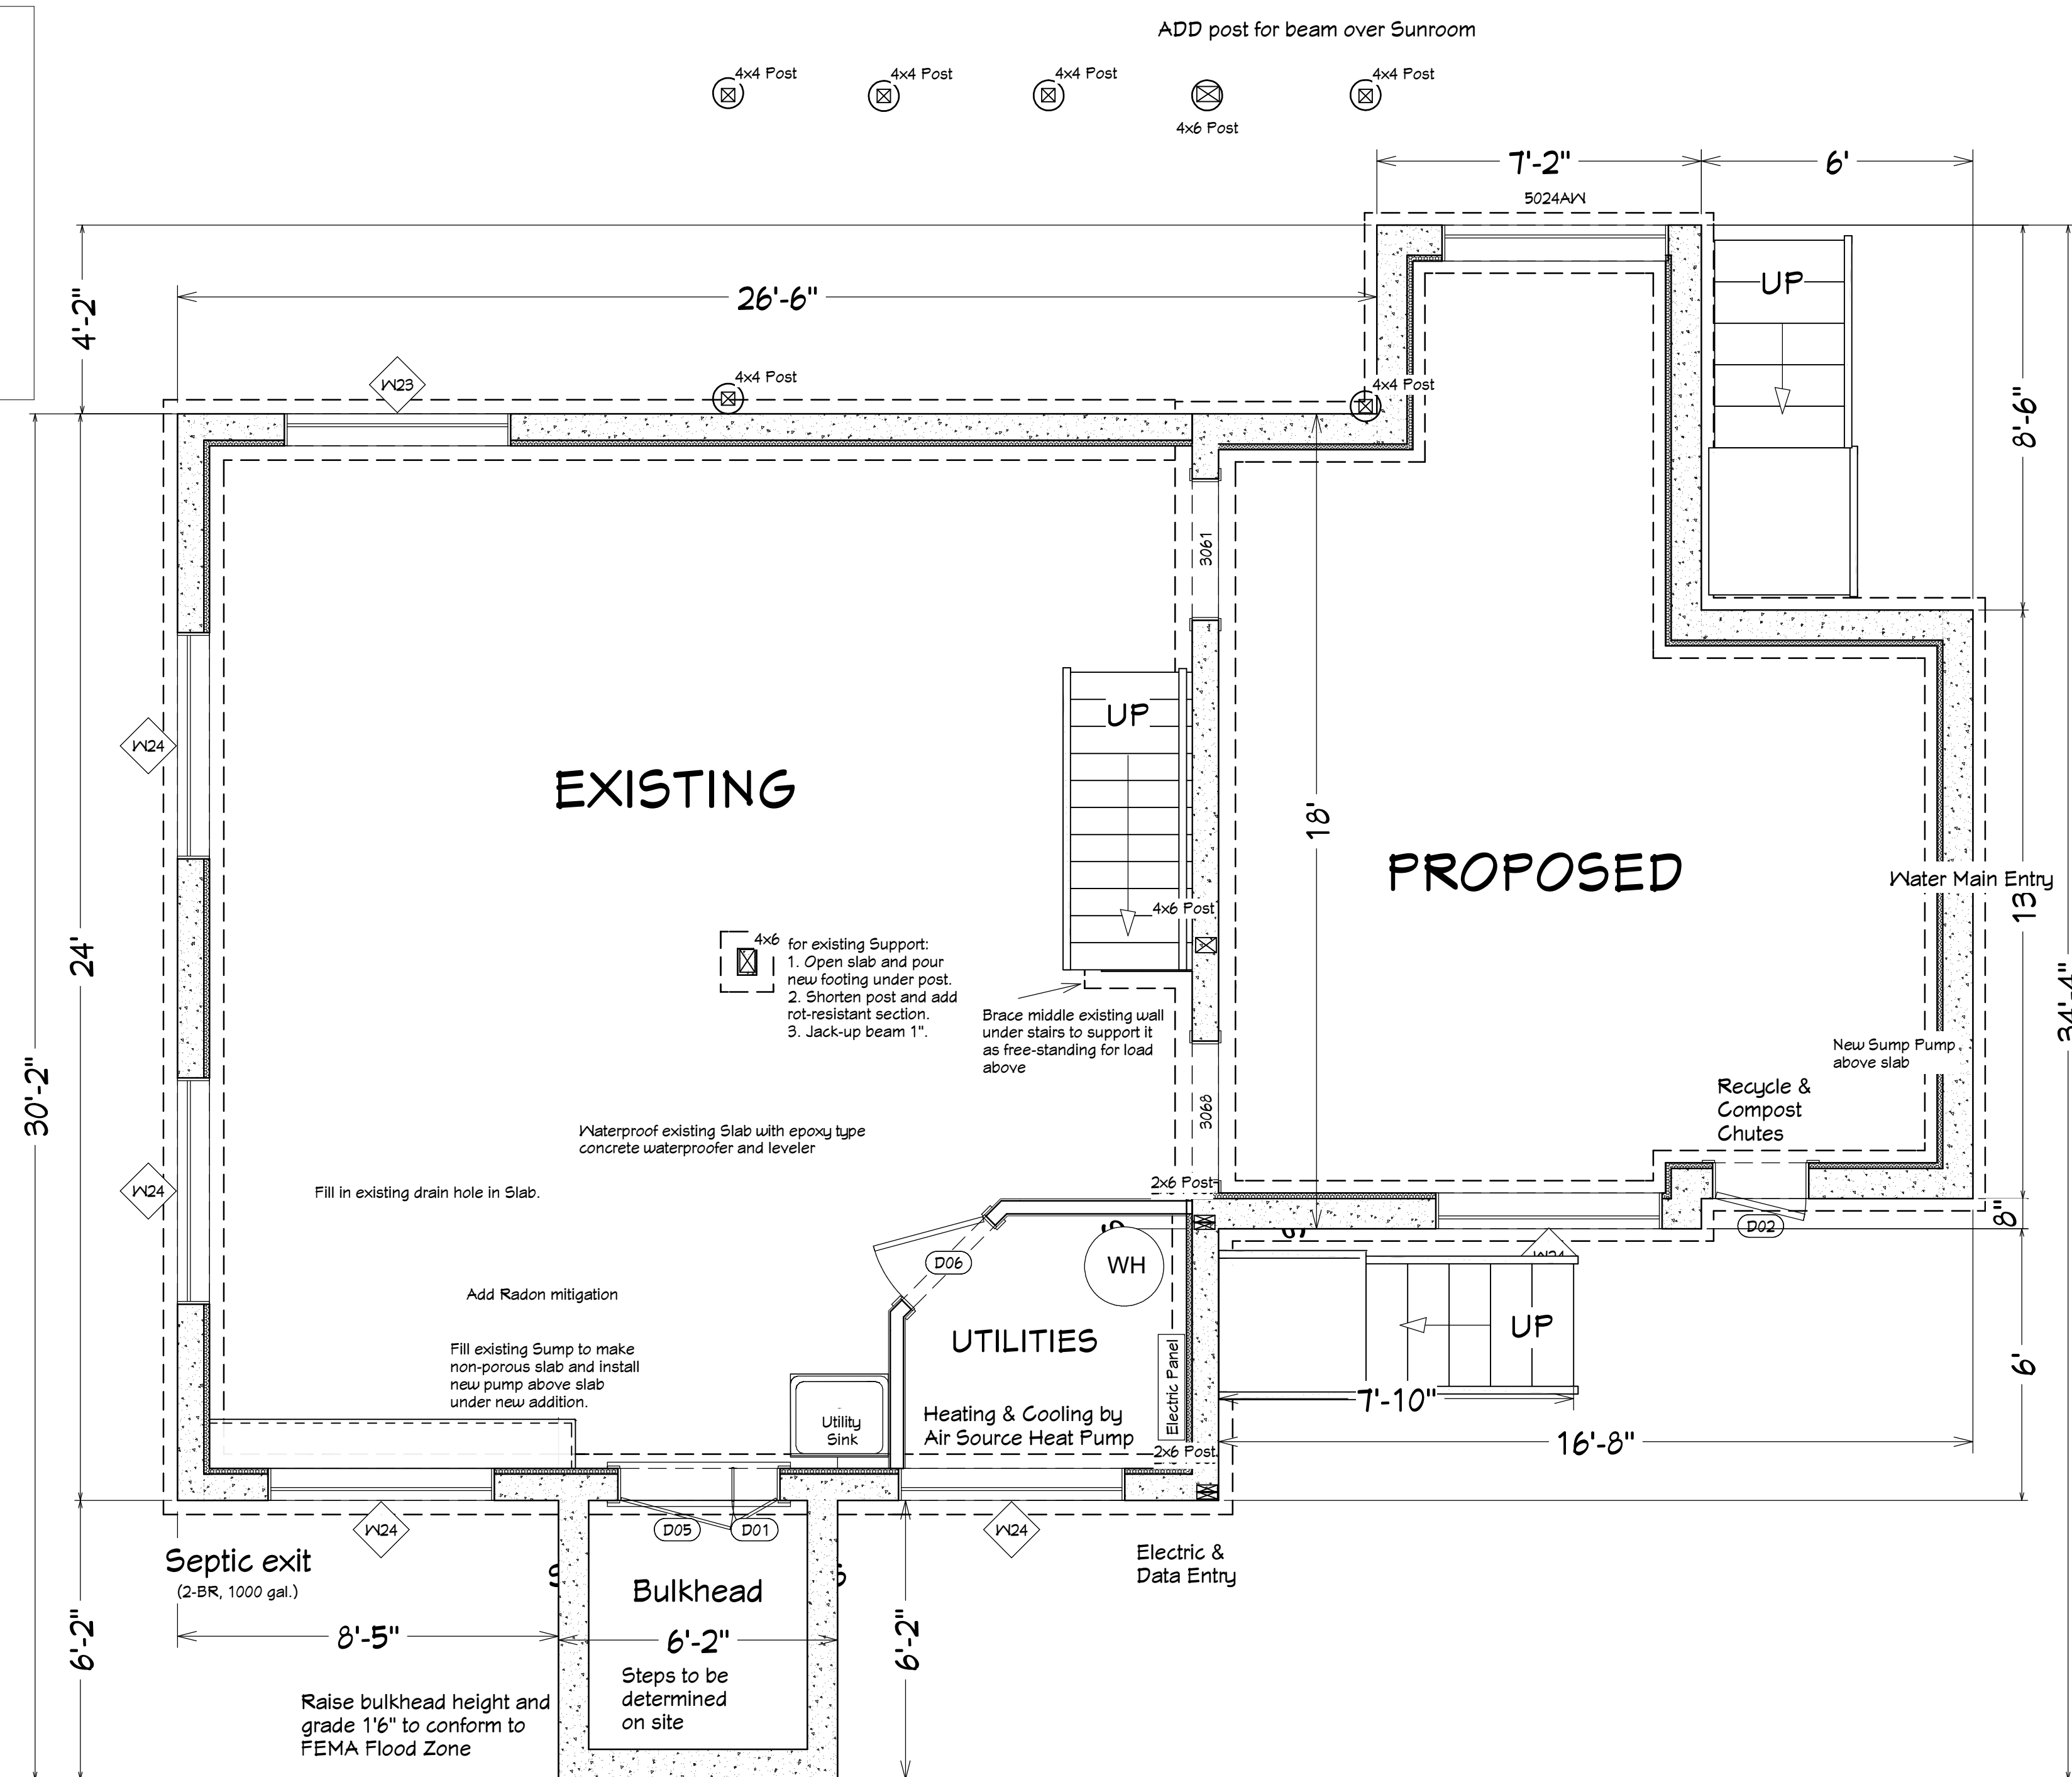 ADD post for beam over Sunroom
4x4 Post
4x4 Post
4x4 Post
4x4 Post
4x6 Post
7'-2"
6'
5024AW
UP
26'-6"
4'-2"
8'-6"
W23
4x4 Post
4x4 Post
3061
UP
W24
EXISTING
18'
PROPOSED
Water Main Entry
13'
4x6 Post
24'
4x6
for existing Support:
1. Open slab and pour
new footing under post.
2. Shorten post and add
rot-resistant section.
3. Jack-up beam 1".
Brace middle existing wall
under stairs to support it
as free-standing for load
above
34'-4"
30'-2"
New Sump Pump
above slab
Recycle &
Compost
Chutes
3068
Waterproof existing Slab with epoxy type
concrete waterproofer and leveler
W24
Fill in existing drain hole in Slab.
2x6 Post
8"
D02
D06
WH
W24
Add Radon mitigation
UTILITIES
UP
6'
Fill existing Sump to make
non-porous slab and install
new pump above slab
under new addition.
Electric Panel
7'-10"
Utility
Sink
Heating & Cooling by
Air Source Heat Pump
2x6 Post
16'-8"
W24
D05
D01
W24
Septic exit
(2-BR, 1000 gal.)
Electric &
Data Entry
Bulkhead
6'-2"
8'-5"
6'-2"
6'-2"
Steps to be
determined
on site
Raise bulkhead height and
grade 1'6" to conform to
FEMA Flood Zone